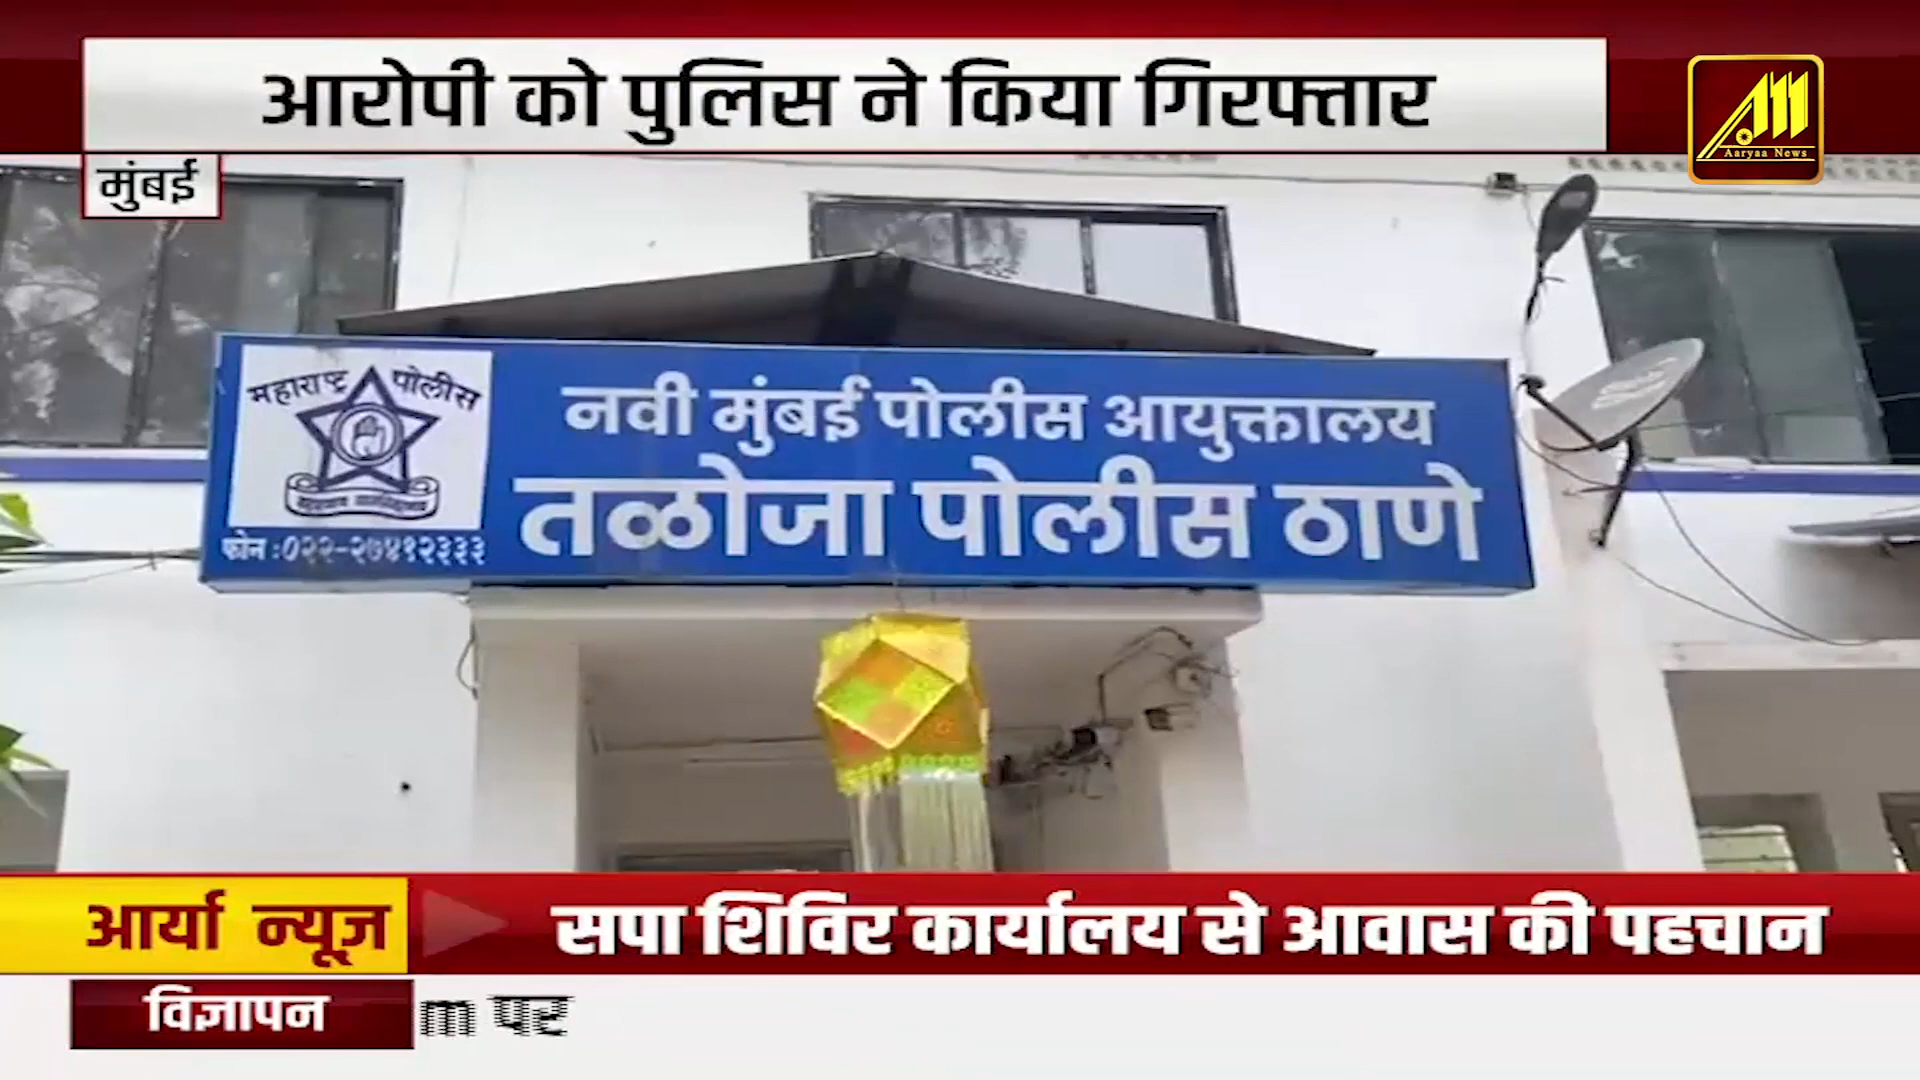 आरोपी को पुलिस ने किया गिरफ्तार
Aaryaa News
मुंबई
महाराष्ट्र पोलीस
नवी मुंबई पोलीस आयुक्तालय
तळोजा पोलीस ठाणे
फोन :०२२-२७४१२३३३
आर्या न्यूज़
सपा शिविर कार्यालय से आवास की पहचान
विज्ञापन
m पर